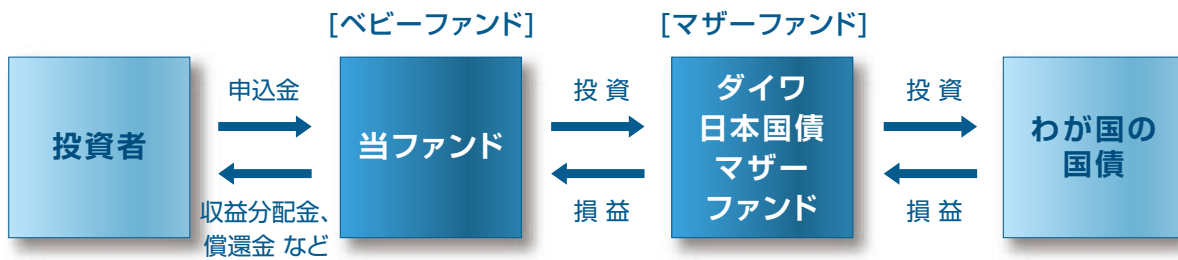 [ベビーファンド]
[マザーファンド]
投資者
申込金
収益分配金、
償還金 など
当ファンド
投 資
損 益
ダイワ
日本国債
マザー
ファンド
投 資
損 益
わが国の
国債